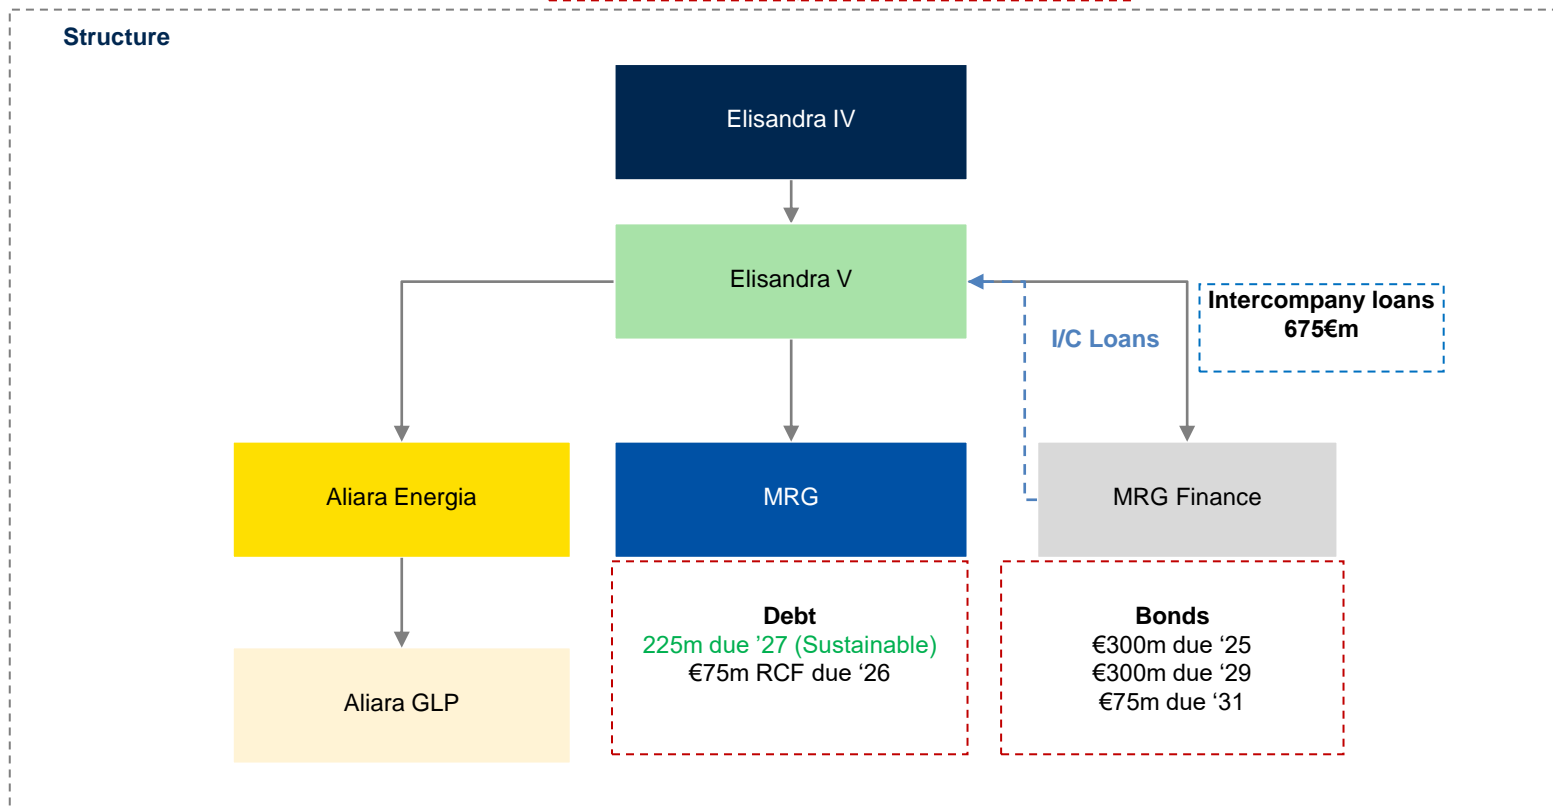 Structure
Elisandra IV
Elisandra V
Intercompany loans
675€m
I/C Loans
Aliara Energia
MRG
MRG Finance
Aliara GLP
Debt
225m due ’27 (Sustainable)
€75m RCF due ‘26
Bonds
€300m due ‘25
€300m due ‘29
€75m due ‘31